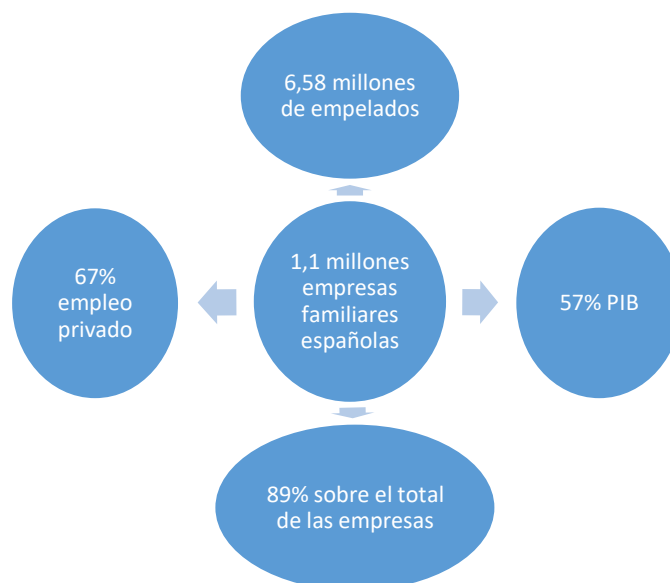 6,58 millones
de empelados
67%
empleo
privado
1,1 millones
empresas
familiares
españolas
57% PIB
89% sobre el total
de las empresas